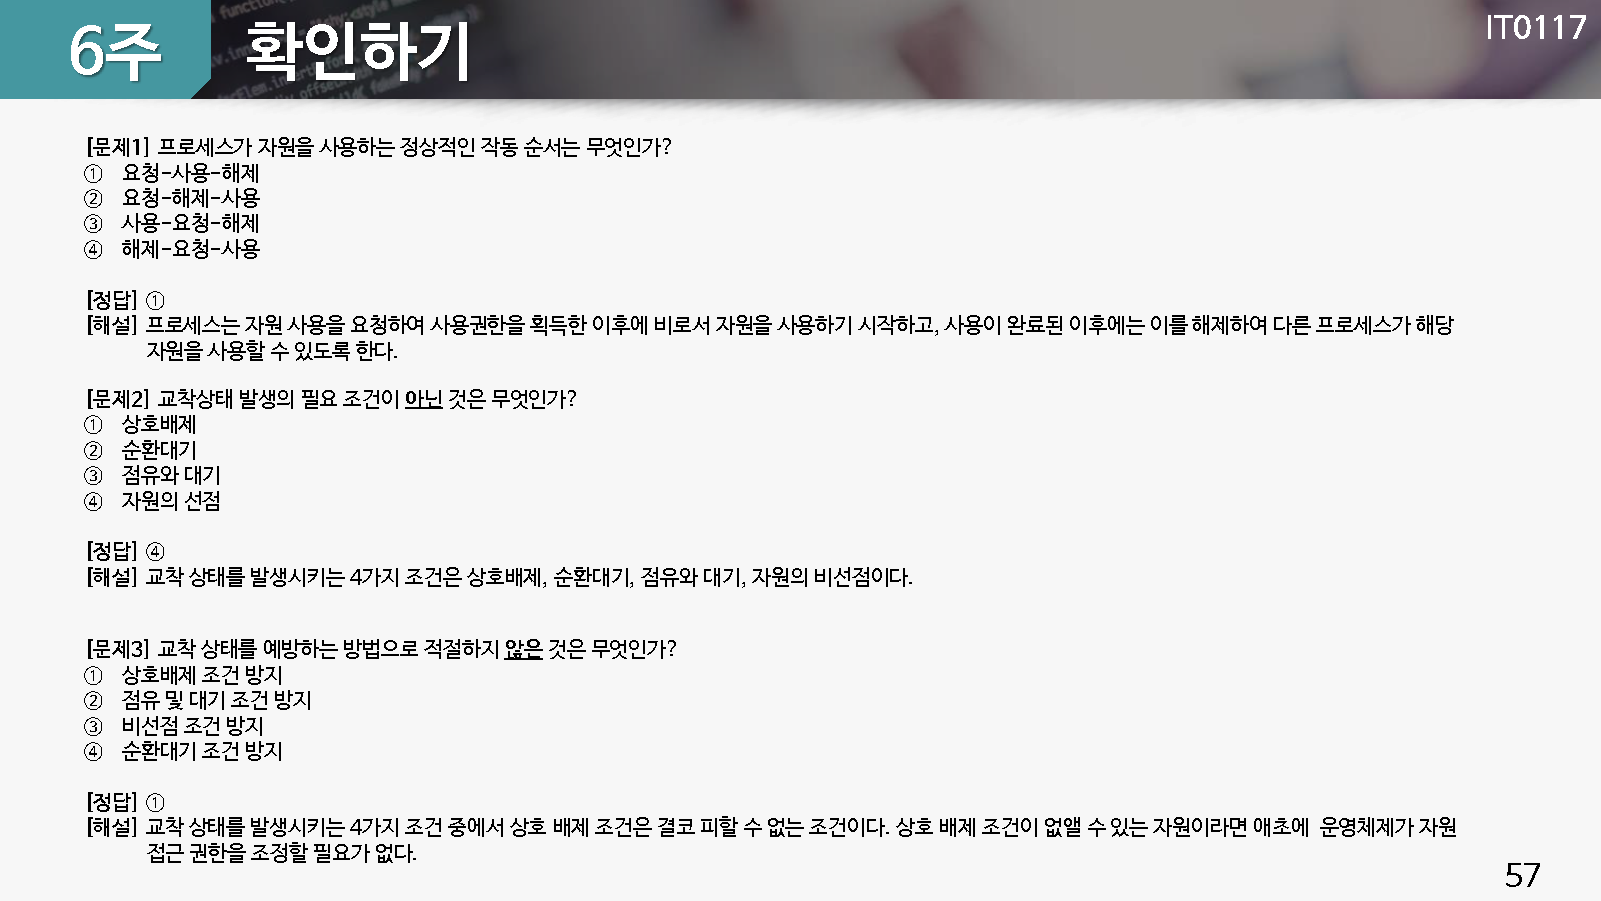 6주 확인하기
IT0117
[문제1] 프로세스가 자원을 사용하는 정상적인 작동 순서는 무엇인가?
① 요청-사용-해제
② 요청-해제-사용
③ 사용-요청-해제
④ 해제-요청-사용
[정답] ①
[해설] 프로세스는 자원 사용을 요청하여 사용권한을 획득한 이후에 비로서 자원을 사용하기 시작하고, 사용이 완료된 이후에는 이를 해제하여 다른 프로세스가 해당
자원을 사용할 수 있도록 한다.
[문제2] 교착상태 발생의 필요 조건이 아닌 것은 무엇인가?
① 상호배제
② 순환대기
③ 점유와 대기
④ 자원의 선점
[정답] ④
[해설] 교착 상태를 발생시키는 4가지 조건은 상호배제, 순환대기, 점유와 대기, 자원의 비선점이다.
[문제3] 교착 상태를 예방하는 방법으로 적절하지 않은 것은 무엇인가?
① 상호배제 조건 방지
② 점유 및 대기 조건 방지
③ 비선점 조건 방지
④ 순환대기 조건 방지
[정답] ①
[해설] 교착 상태를 발생시키는 4가지 조건 중에서 상호 배제 조건은 결코 피할 수 없는 조건이다. 상호 배제 조건이 없앨 수 있는 자원이라면 애초에 운영체제가 자원
접근 권한을 조정할 필요가 없다.
57